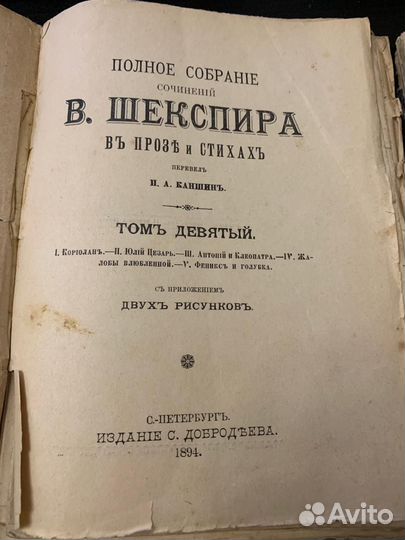 ПОЛНОЕ СОБРАНІЕ
СОЧИНЕНІЙ
В. ШЕКСПИРА
ВЪ ПРОЗѢ и СТИХАХЪ
ПЕРЕВЕЛЪ
П. А. КАНШИНЪ.
ТОМЪ ДЕВЯТЫЙ.
I. Коріоланъ.—II. Юлій Цезарь.—III. Антоній и Клеопатра.—IV. Жа-
лобы влюбленной.—V. Фениксъ и голубка.
СЪ ПРИЛОЖЕНІЕМЪ
ДВУХЪ РИСУНКОВЪ.
С.-ПЕТЕРБУРГЪ.
ИЗДАНІЕ С. ДОБРОДѢЕВА.
1894.
Avito